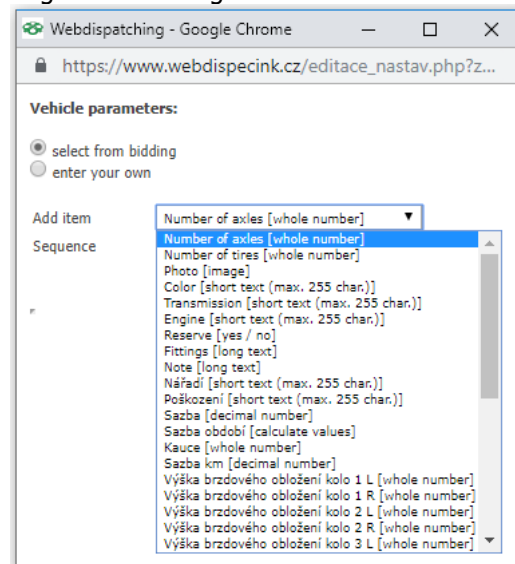 Webdispatching - Google Chrome
https://www.webdispecink.cz/editace_nastav.php?z...
Vehicle parameters:
select from bidding
enter your own
Add item Number of axles [whole number]
Sequence
Number of axles [whole number]
Number of tires [whole number]
Photo [image]
Color [short text (max. 255 char.)]
Transmission [short text (max. 255 char.)]
Engine [short text (max. 255 char.)]
Reserve [yes / no]
Fittings [long text]
Note [long text]
Nářadí [short text (max. 255 char.)]
Poškození [short text (max. 255 char.)]
Sazba [decimal number]
Sazba období [calculate values]
Kauce [whole number]
Sazba km [decimal number]
Výška brzdového obložení kolo 1 L [whole number]
Výška brzdového obložení kolo 1 R [whole number]
Výška brzdového obložení kolo 2 L [whole number]
Výška brzdového obložení kolo 2 R [whole number]
Výška brzdového obložení kolo 3 L [whole number]